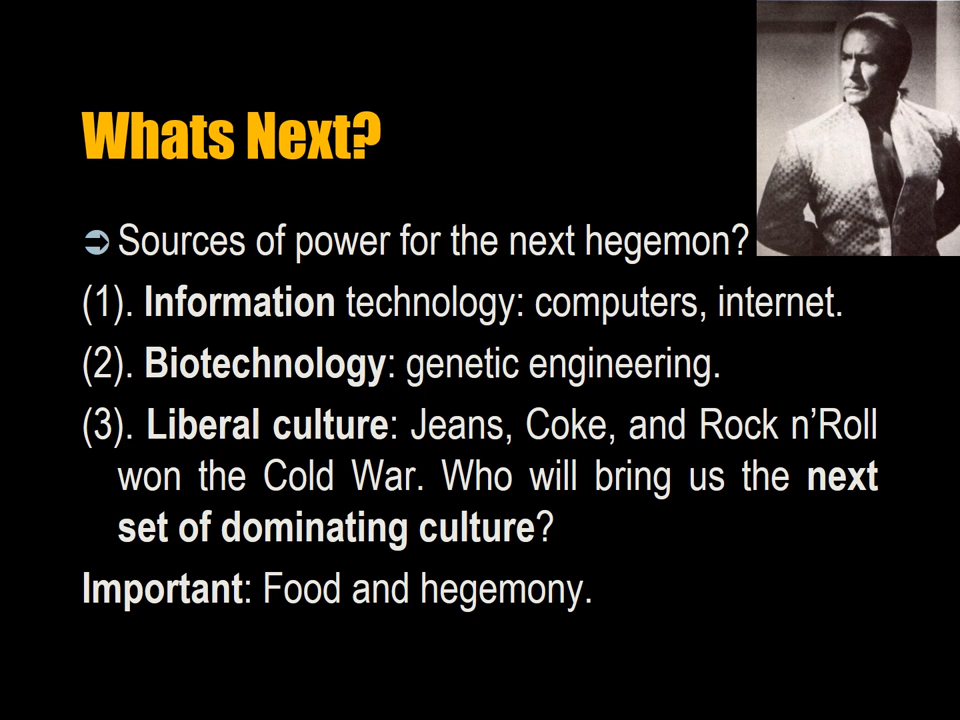 Whats Next?
➲ Sources of power for the next hegemon?
(1). Information technology: computers, internet.
(2). Biotechnology: genetic engineering.
(3). Liberal culture: Jeans, Coke, and Rock n’Roll
won the Cold War. Who will bring us the next
set of dominating culture?
Important: Food and hegemony.